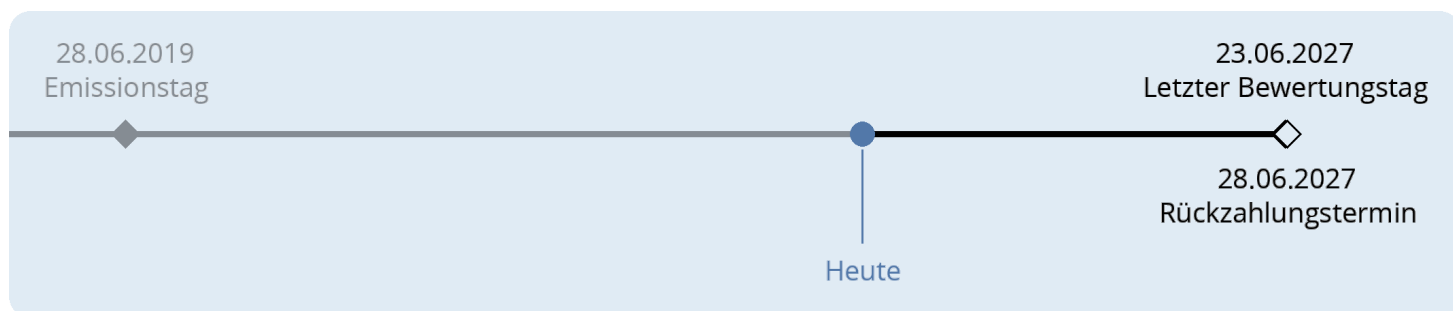 28.06.2019
Emissionstag
23.06.2027
Letzter Bewertungstag
28.06.2027
Rückzahlungstermin
Heute